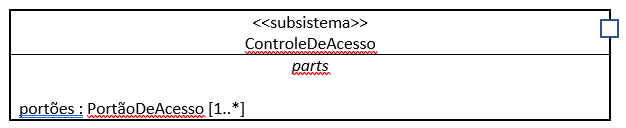 <<subsistema>>
ControleDeAcesso
parts
portões : PortãoDeAcesso [1..*]